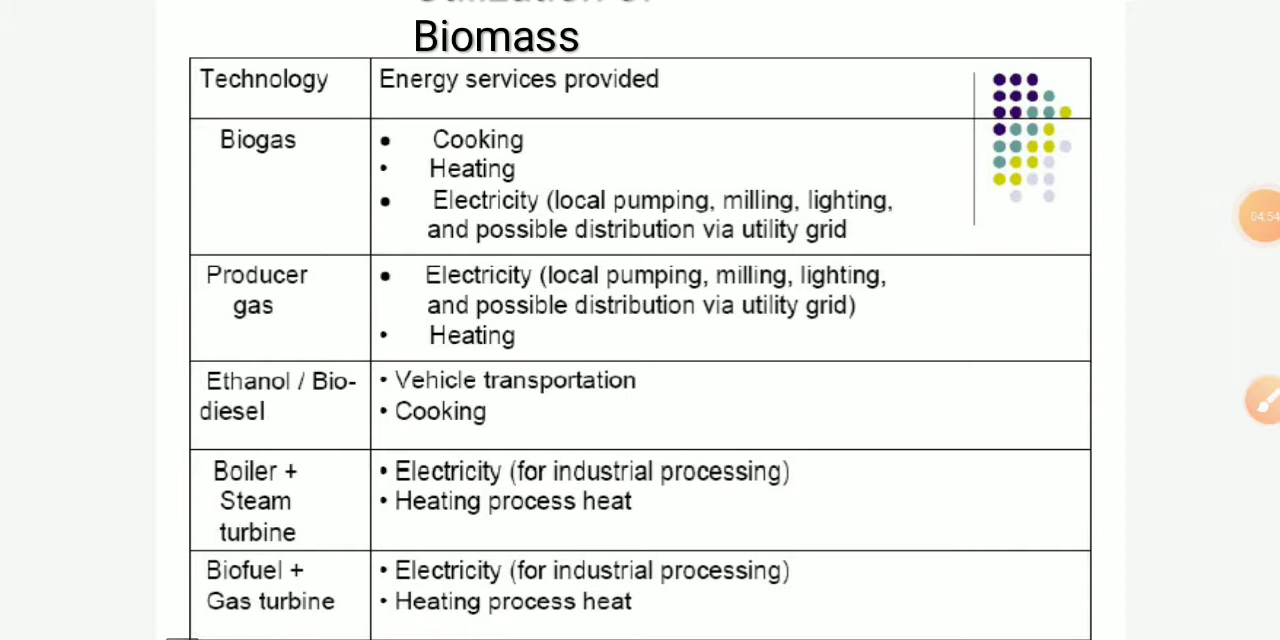 Biomass
Technology
Energy services provided
Biogas
• Cooking
• Heating
• Electricity (local pumping, milling, lighting,
and possible distribution via utility grid
Producer
gas
• Electricity (local pumping, milling, lighting,
and possible distribution via utility grid)
• Heating
Ethanol / Bio-
diesel
• Vehicle transportation
• Cooking
Boiler +
Steam
turbine
• Electricity (for industrial processing)
• Heating process heat
Biofuel +
Gas turbine
• Electricity (for industrial processing)
• Heating process heat
04:54